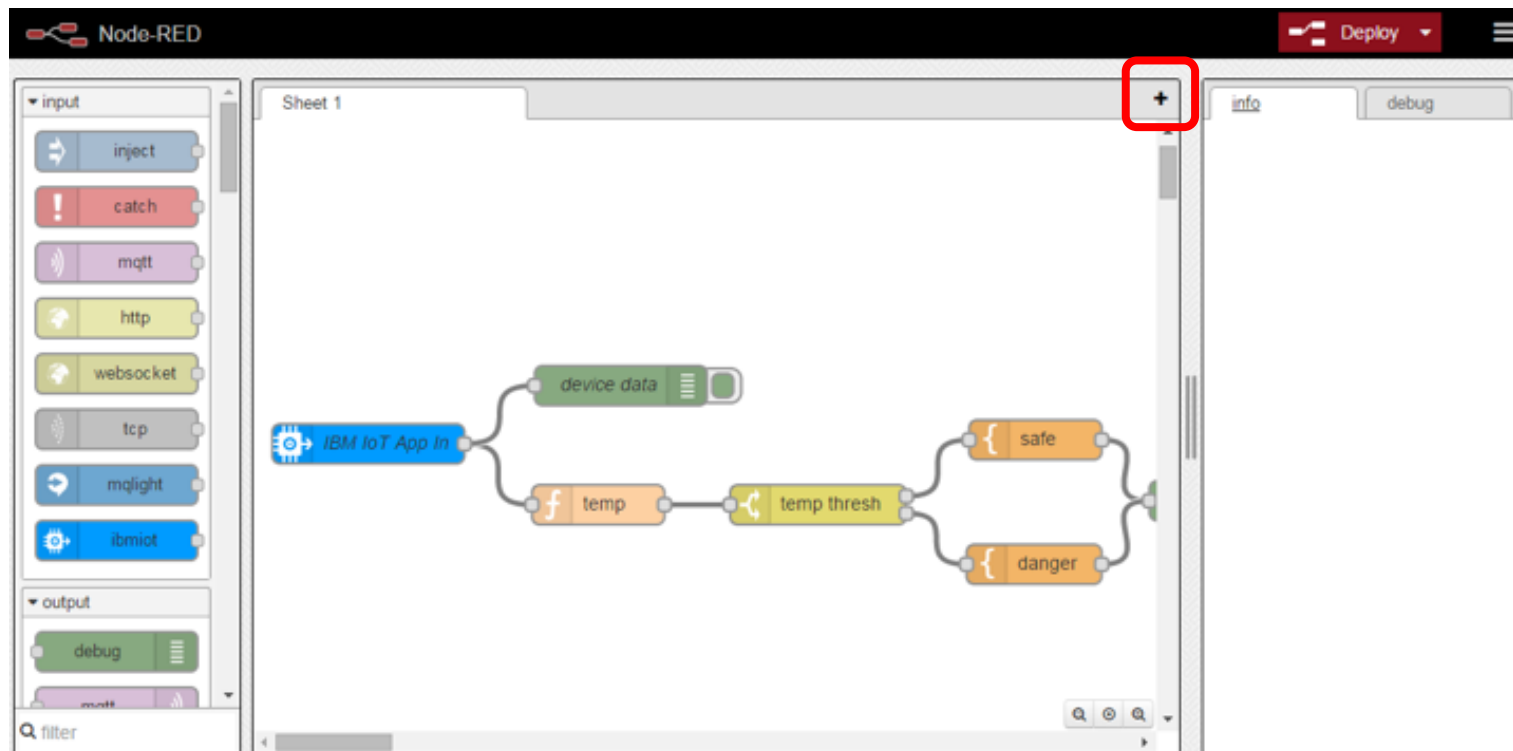 Node-RED
Deploy
input
inject
catch
mqtt
http
websocket
tcp
mqlight
ibmiot
output
debug
mqtt
filter
Sheet 1
+
device data
IBM IoT App In
temp
temp thresh
safe
danger
info
debug